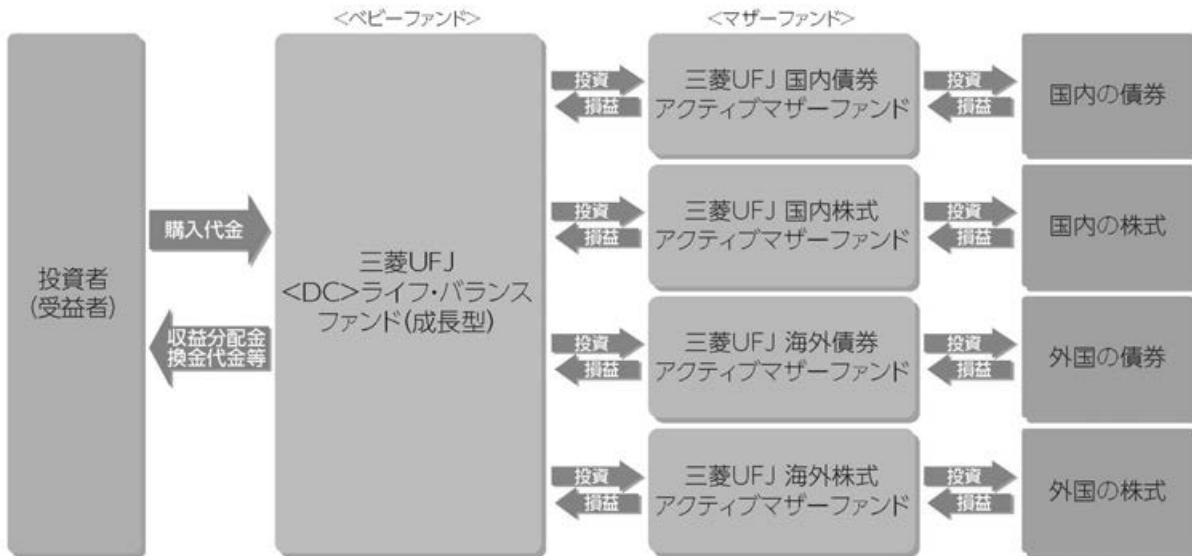 <ベビーファンド>
<マザーファンド>
投資者
(受益者)
購入代金
収益分配金
換金代金等
三菱UFJ
<DC>ライフ・バランス
ファンド(成長型)
投資
損益
三菱UFJ 国内債券
アクティブマザーファンド
投資
損益
国内の債券
投資
損益
三菱UFJ 国内株式
アクティブマザーファンド
投資
損益
国内の株式
投資
損益
三菱UFJ 海外債券
アクティブマザーファンド
投資
損益
外国の債券
投資
損益
三菱UFJ 海外株式
アクティブマザーファンド
投資
損益
外国の株式